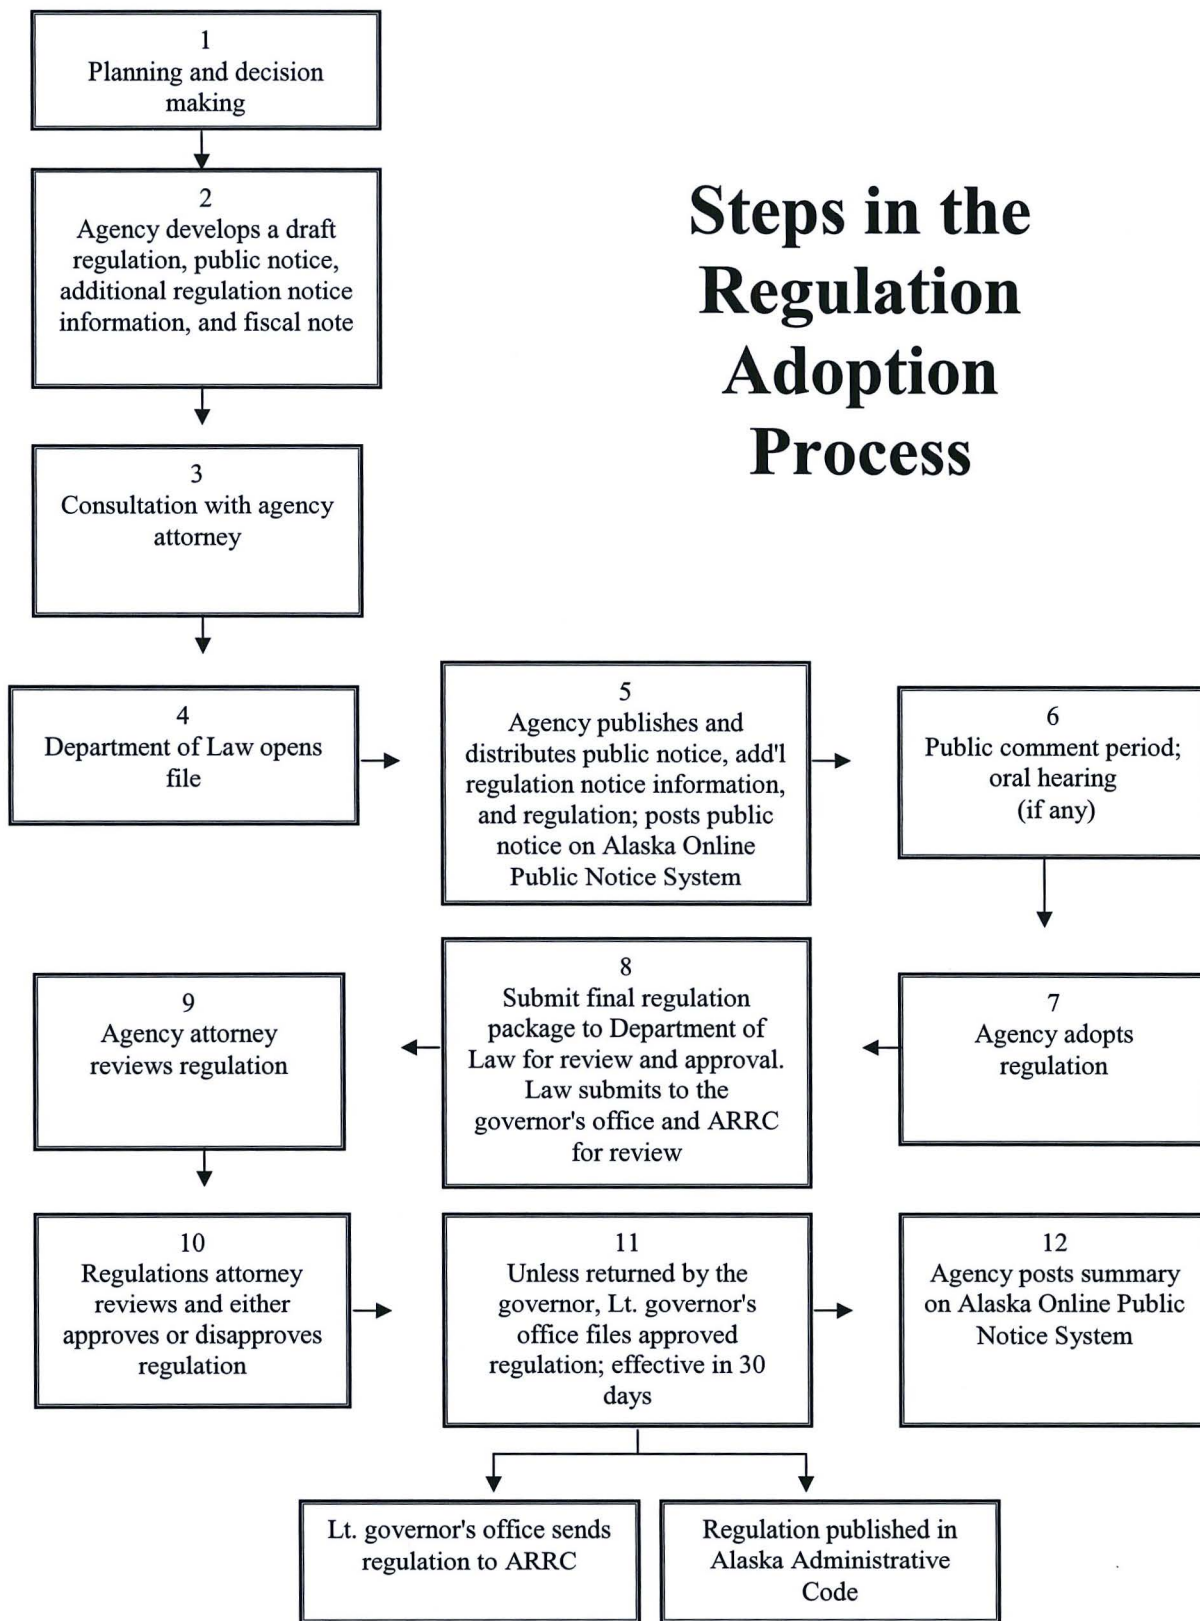 1
Planning and decision
making
2
Agency develops a draft
regulation, public notice,
additional regulation notice
information, and fiscal note
Steps in the
Regulation
Adoption
Process
3
Consultation with agency
attorney
4
Department of Law opens
file
5
Agency publishes and
distributes public notice, add'l
regulation notice information,
and regulation; posts public
notice on Alaska Online
Public Notice System
6
Public comment period;
oral hearing
(if any)
7
Agency adopts
regulation
8
Submit final regulation
package to Department of
Law for review and approval.
Law submits to the
governor's office and ARRC
for review
9
Agency attorney
reviews regulation
10
Regulations attorney
reviews and either
approves or disapproves
regulation
11
Unless returned by the
governor, Lt. governor's
office files approved
regulation; effective in 30
days
12
Agency posts summary
on Alaska Online Public
Notice System
Lt. governor's office sends
regulation to ARRC
Regulation published in
Alaska Administrative
Code